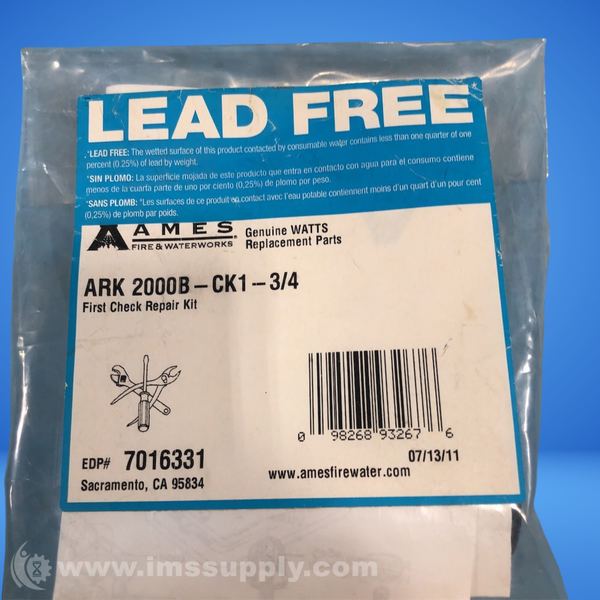 LEAD FREE
*LEAD FREE: The wetted surface of this product contacted by consumable water contains less than one quarter of one
percent (0.25%) of lead by weight.
*SIN PLOMO: La superficie mojada de este producto que entra en contacto con agua para el consumo contiene
menos de la cuarta parte de uno por ciento (0,25%) de plomo por peso.
*SANS PLOMB: *Les surfaces de ce produit en contact avec l'eau potable contiennent moins d'un quart d'un pour cent
(0,25%) de plomb par poids.
AMES
FIRE & WATERWORKS
Genuine WATTS
Replacement Parts
ARK 2000B – CK1 – 3/4
First Check Repair Kit
0 98268 93267 6
EDP# 7016331
07/13/11
Sacramento, CA 95834
www.amesfirewater.com
www.imssupply.com